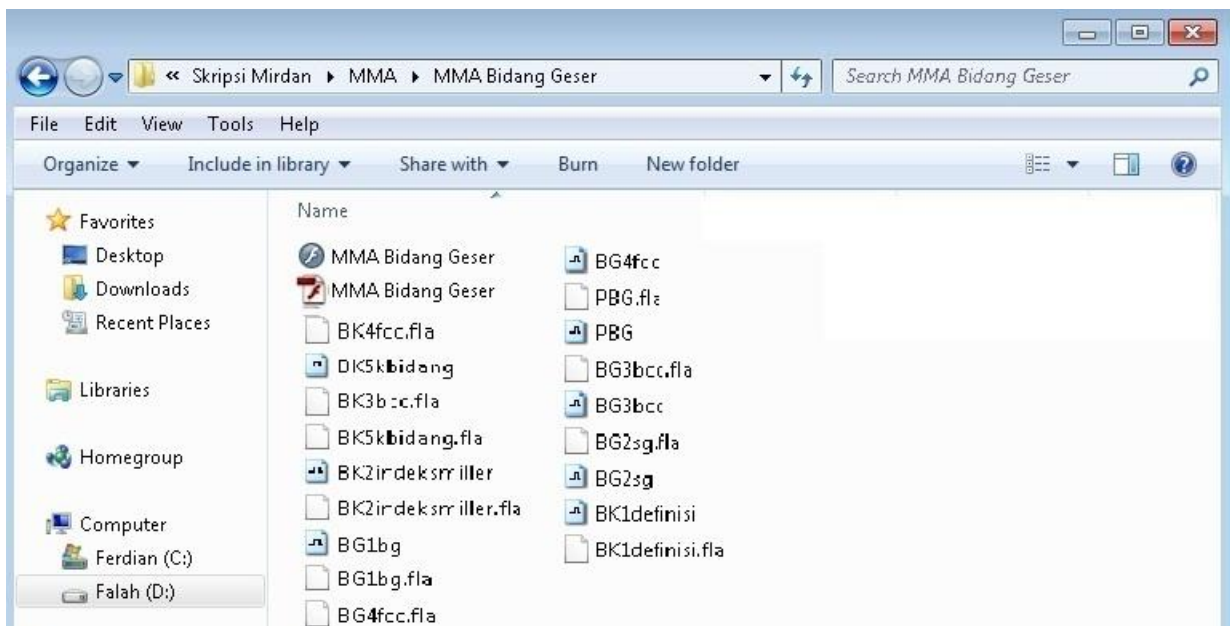 « Skripsi Mirdan ▸ MMA ▸ MMA Bidang Geser
Search MMA Bidang Geser
File Edit View Tools Help
Organize Include in library Share with Burn New folder
Favorites
Desktop
Downloads
Recent Places
Libraries
Homegroup
Computer
Ferdian (C:)
Falah (D:)
Name
MMA Bidang Geser
MMA Bidang Geser
BK4fcc.fla
DK5kbidang
BK3bcc.fla
BK5kbidang.fla
BK2indeksmiller
BK2indeksmiller.fla
BG1bg
BG1bg.fla
BG4fcc.fla
BG4fcc
PBG.fla
PBG
BG3bcc.fla
BG3bcc
BG2sg.fla
BG2sg
BK1definisi
BK1definisi.fla